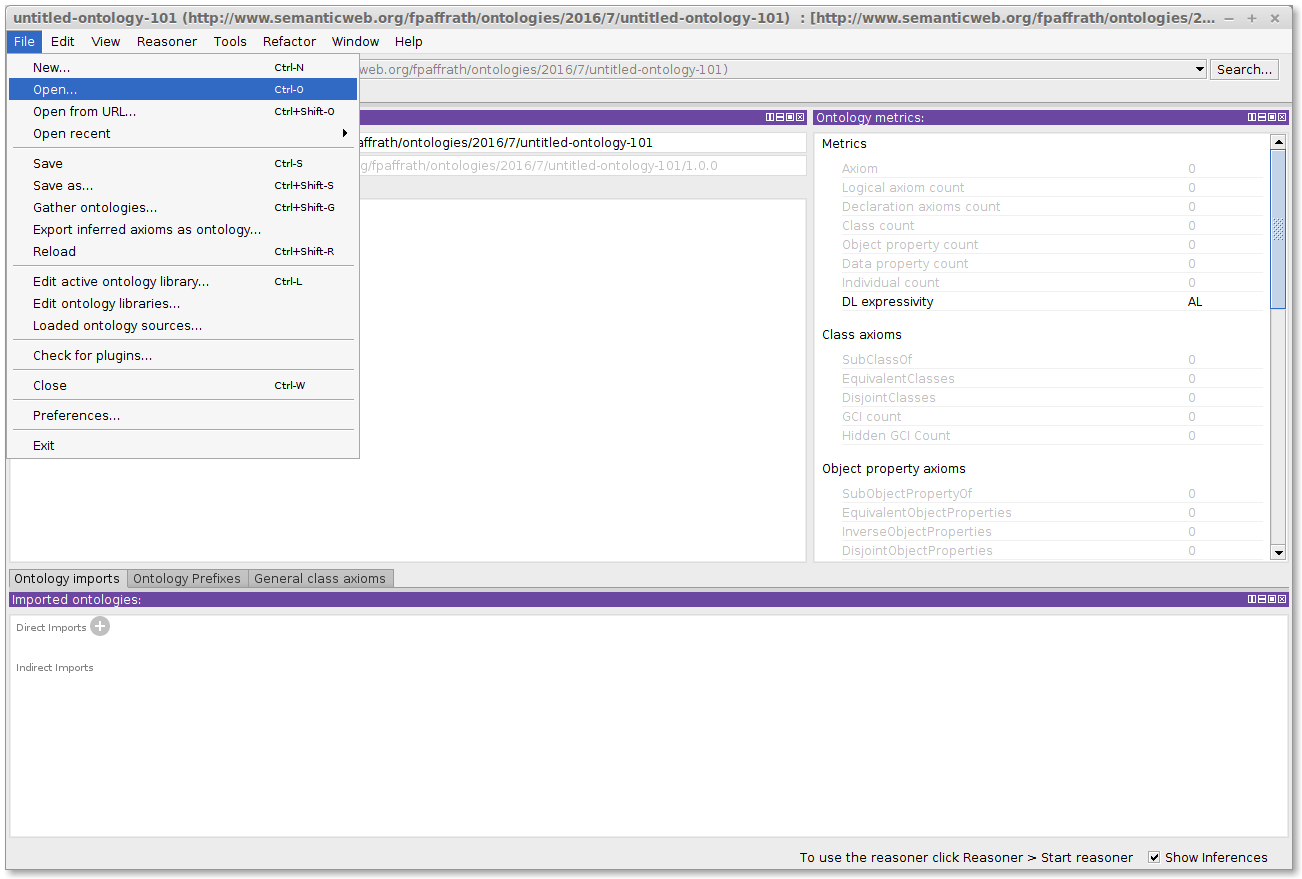 untitled-ontology-101 (http://www.semanticweb.org/fpaffrath/ontologies/2016/7/untitled-ontology-101) : [http://www.semanticweb.org/fpaffrath/ontologies/2...
File Edit View Reasoner Tools Refactor Window Help
web.org/fpaffrath/ontologies/2016/7/untitled-ontology-101) Search...
New... Ctrl-N
Open... Ctrl-O
Open from URL... Ctrl+Shift-O
Open recent
Save Ctrl-S
Save as... Ctrl+Shift-S
Gather ontologies... Ctrl+Shift-G
Export inferred axioms as ontology...
Reload Ctrl+Shift-R
Edit active ontology library... Ctrl-L
Edit ontology libraries...
Loaded ontology sources...
Check for plugins...
Close Ctrl-W
Preferences...
Exit
affrath/ontologies/2016/7/untitled-ontology-101
g/fpaffrath/ontologies/2016/7/untitled-ontology-101/1.0.0
Ontology metrics:
Metrics
Axiom 0
Logical axiom count 0
Declaration axioms count 0
Class count 0
Object property count 0
Data property count 0
Individual count 0
DL expressivity AL
Class axioms
SubClassOf 0
EquivalentClasses 0
DisjointClasses 0
GCI count 0
Hidden GCI Count 0
Object property axioms
SubObjectPropertyOf 0
EquivalentObjectProperties 0
InverseObjectProperties 0
DisjointObjectProperties 0
Ontology imports Ontology Prefixes General class axioms
Imported ontologies:
Direct Imports
Indirect Imports
To use the reasoner click Reasoner > Start reasoner Show Inferences